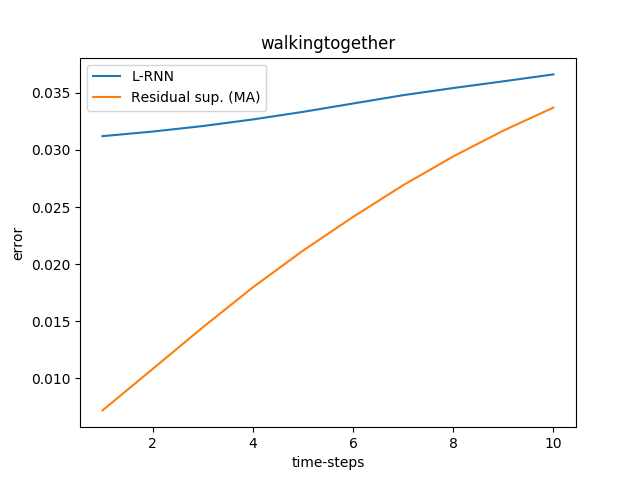 walkingtogether
L-RNN
Residual sup. (MA)
error
0.035
0.030
0.025
0.020
0.015
0.010
2 4 6 8 10
time-steps